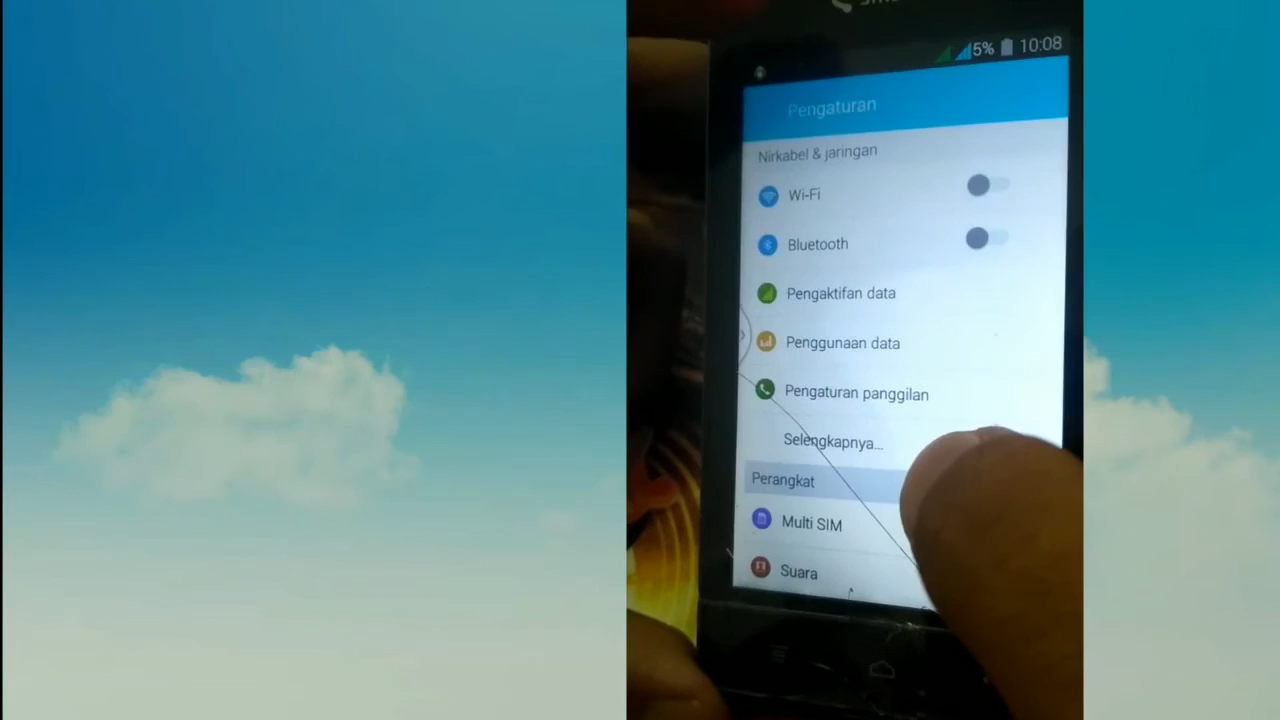 5% 10:08
Pengaturan
Nirkabel & jaringan
Wi-Fi
Bluetooth
Pengaktifan data
Penggunaan data
Pengaturan panggilan
Selengkapnya...
Perangkat
Multi SIM
Suara